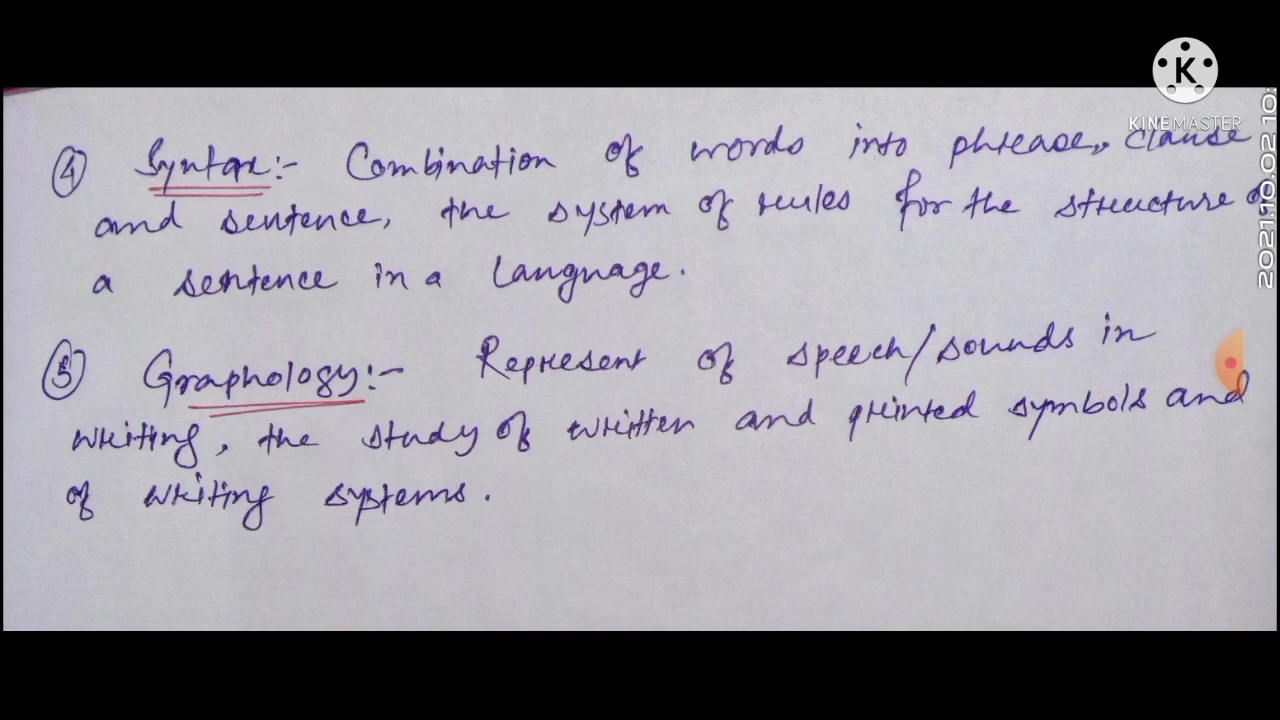 K
KINEMASTER
2021.10.02 10:
④ Syntax:- Combination of words into phrease, clause
and sentence, the system of rules for the structure of
a sentence in a language.
⑤ Graphology:- Represent of speech/sounds in
writing, the study of written and printed symbols and
of writing systems.